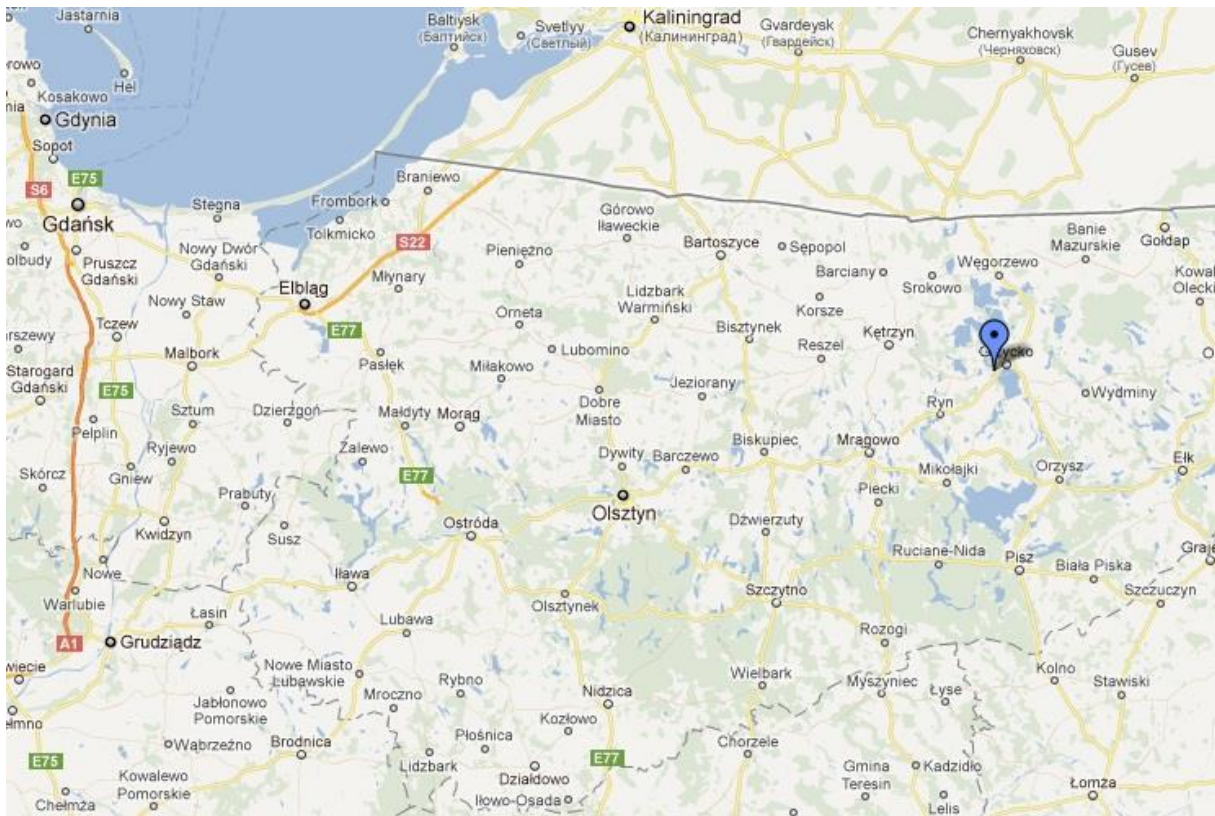 Jastarnia
Hel
Kosakowo
Gdynia
Sopot
E75
S6
Gdańsk
Pruszcz
Gdański
Stegna
Nowy Dwór
Gdański
Nowy Staw
Tczew
Malbork
Starogard
Gdański
E75
Pelplin
Sztum
Dzierzgoń
Ryjewo
Skórcz
Gniew
Prabuty
Kwidzyn
Susz
Nowe
Warlubie
Łasin
A1
Grudziądz
Jabłonowo
Pomorskie
Wąbrzeźno
E75
Kowalewo
Pomorskie
Chełmża
Brodnica
Baltiysk
(Балтийск)
Svetlyy
(Светлый)
Kaliningrad
(Калининград)
Gvardeysk
(Гвардейск)
Chernyakhovsk
(Черняховск)
Gusev
(Гусев)
Braniewo
Frombork
Tolkmicko
S22
Młynary
Elbląg
E77
Pasłęk
Pieniężno
Górowo
Iławeckie
Orneta
Lidzbark
Warmiński
Lubomino
Miłakowo
Małdyty
Morąg
Zalewo
E77
Ostróda
Iława
Lubawa
Nowe Miasto
Lubawskie
Mroczno
Rybno
Lidzbark
Płośnica
Działdowo
Iłowo-Osada
Kozłowo
Nidzica
E77
Olsztynek
Dobre
Miasto
Dywity
Barczewo
Olsztyn
Jeziorany
Bartoszyce
Sępopol
Bisztynek
Biskupiec
Dźwierzuty
Szczytno
Wielbark
Chorzele
Barciany
Srokowo
Korsze
Kętrzyn
Reszel
Węgorzewo
Banie
Mazurskie
Gołdap
Ryn
Wydminy
Mrągowo
Mikołajki
Orzysz
Ełk
Piecki
Ruciane-Nida
Pisz
Biała Piska
Szczuczyn
Rozogi
Myszyniec
Łyse
Kolno
Stawiski
Gmina
Teresin
Kadzidło
Lelis
Łomża